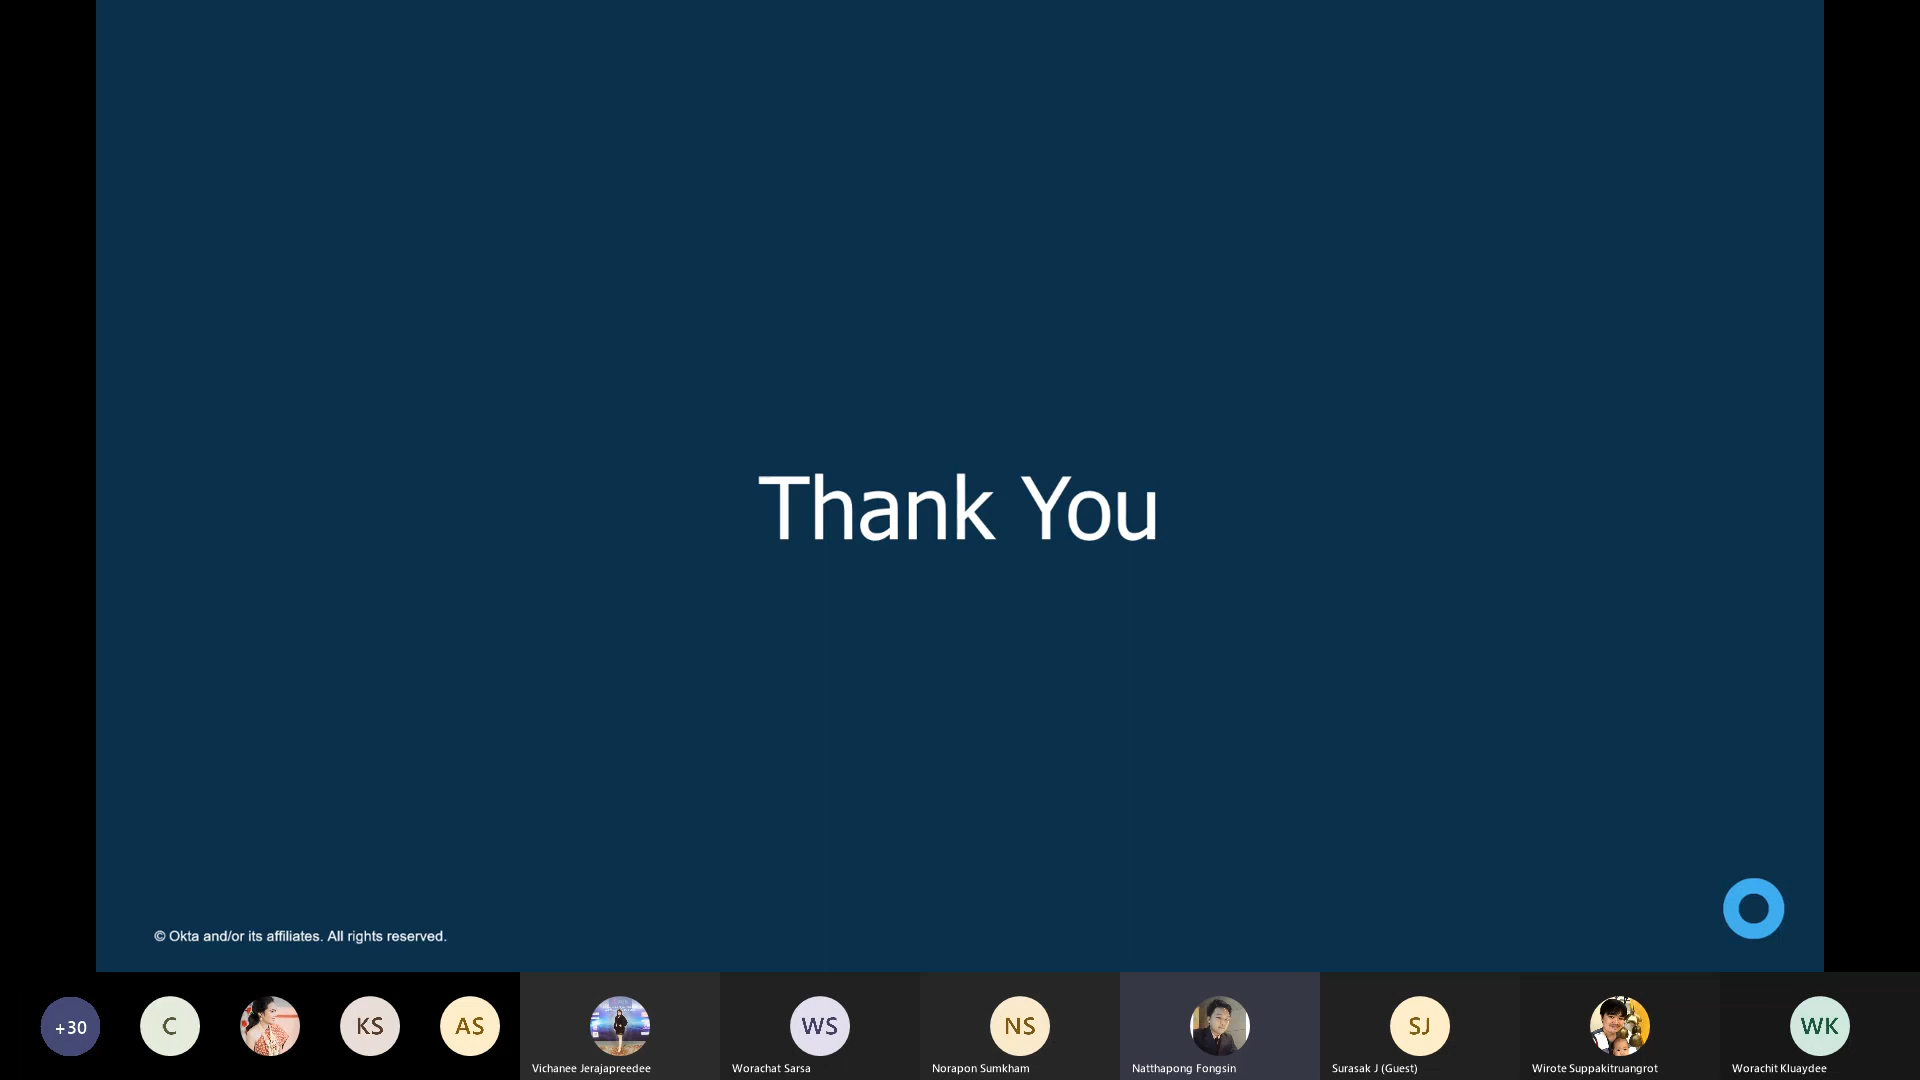 Thank You
© Okta and/or its affiliates. All rights reserved.
+30
C
KS
AS
WS
NS
SJ
WK
Vichanee Jerajapreedee
Worachat Sarsa
Norapon Sumkham
Natthapong Fongsin
Surasak J (Guest)
Wirote Suppakitruangrot
Worachit Kluaydee